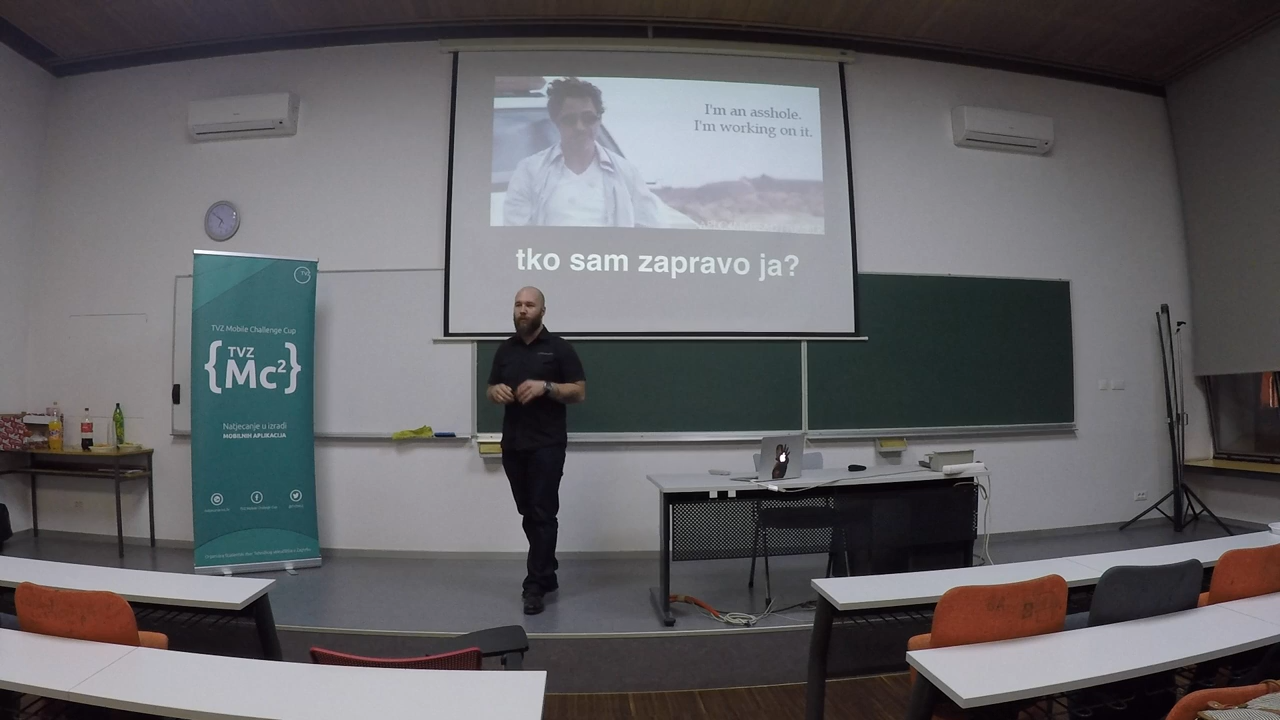 I'm an asshole.
I'm working on it.
tko sam zapravo ja?
TVZ
TVZ Mobile Challenge Cup
{TVZ
Mc²}
Natjecanje u izradi
MOBILNIH APLIKACIJA